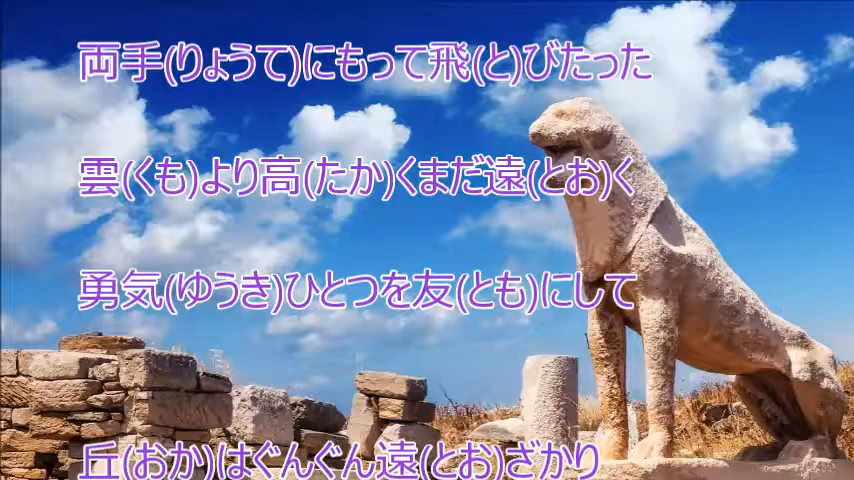 両手(りょうて)にもって飛(と)びたった
雲(くも)より高(たか)くまだ遠(とお)く
勇気(ゆうき)ひとつを友(とも)にして
丘(おか)はぐんぐん遠(とお)ざかり